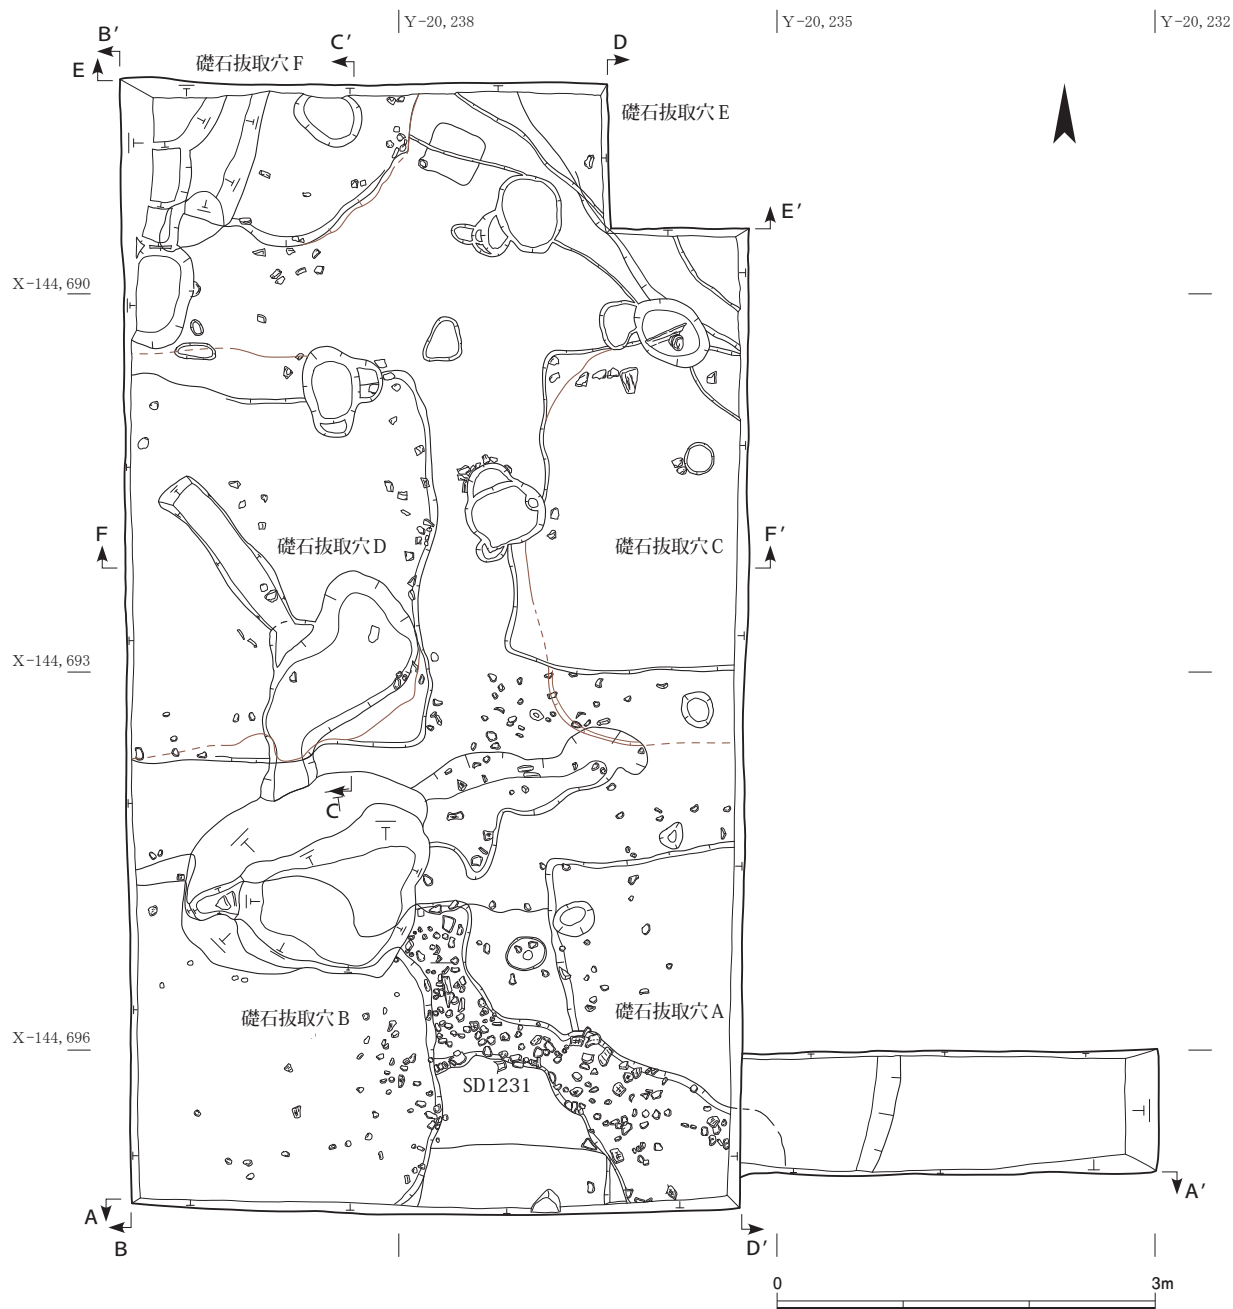 Y-20, 238
Y-20, 235
Y-20, 232
B′
C′
D
E
礎石抜取穴 F
礎石抜取穴 E
E′
X-144, 690
F
礎石抜取穴 D
礎石抜取穴 C
F′
X-144, 693
C
礎石抜取穴 B
礎石抜取穴 A
X-144, 696
SD1231
A
B
A′
D′
0
3m